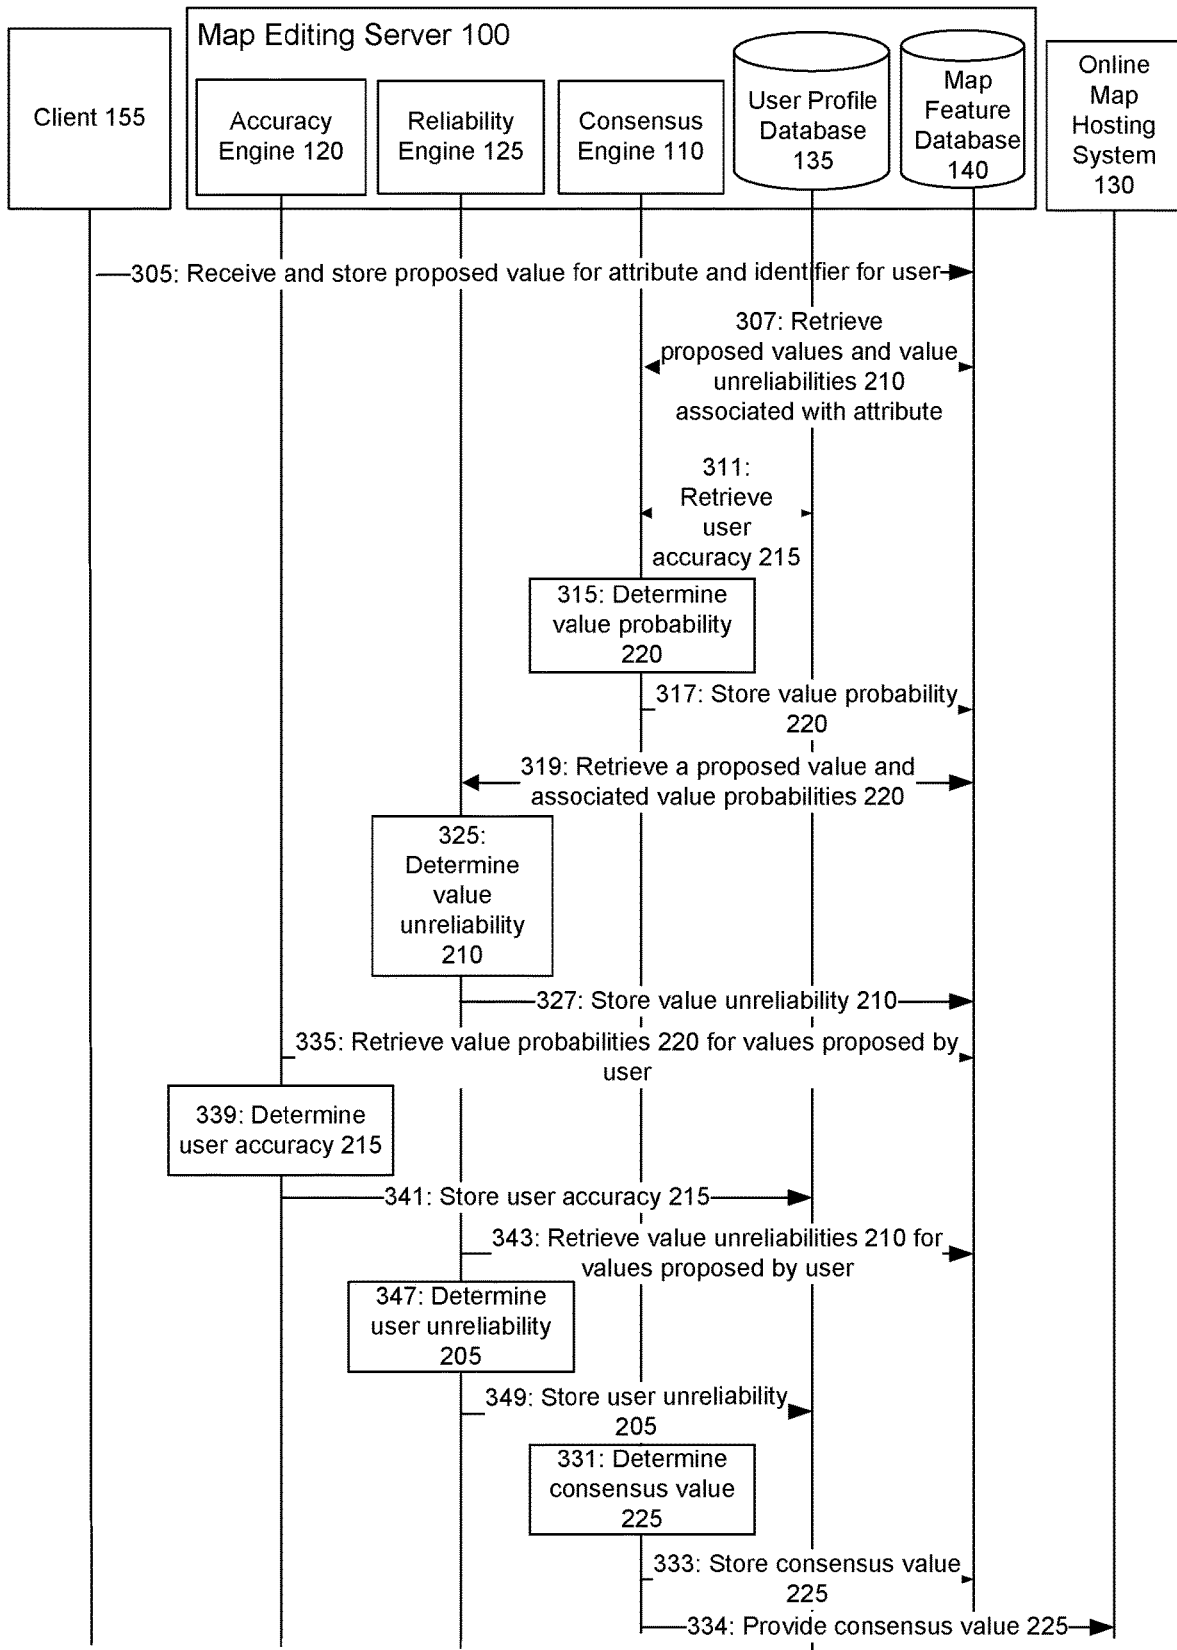 Map Editing Server 100
Client 155
Accuracy
Engine 120
Reliability
Engine 125
Consensus
Engine 110
User Profile
Database
135
Map
Feature
Database
140
Online
Map
Hosting
System
130
305: Receive and store proposed value for attribute and identifier for user
307: Retrieve
proposed values and value
unreliabilities 210
associated with attribute
311:
Retrieve
user
accuracy 215
315: Determine
value probability
220
317: Store value probability
220
319: Retrieve a proposed value and
associated value probabilities 220
325:
Determine
value
unreliability
210
327: Store value unreliability 210
335: Retrieve value probabilities 220 for values proposed by
user
339: Determine
user accuracy 215
341: Store user accuracy 215
343: Retrieve value unreliabilities 210 for
values proposed by user
347: Determine
user unreliability
205
349: Store user unreliability
205
331: Determine
consensus value
225
333: Store consensus value
225
334: Provide consensus value 225